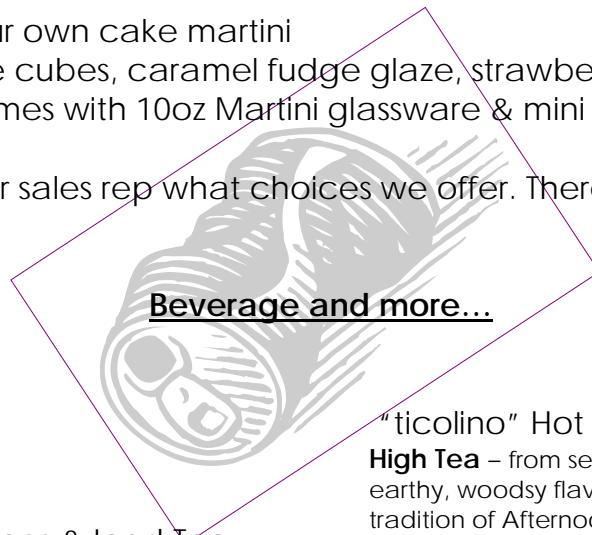 ur own cake martini
e cubes, caramel fudge glaze, strawbe
mes with 10oz Martini glassware & mini
r sales rep what choices we offer. There
Beverage and more…
“ticolino” Hot
High Tea – from se
earthy, woodsy flav
tradition of Afternoo